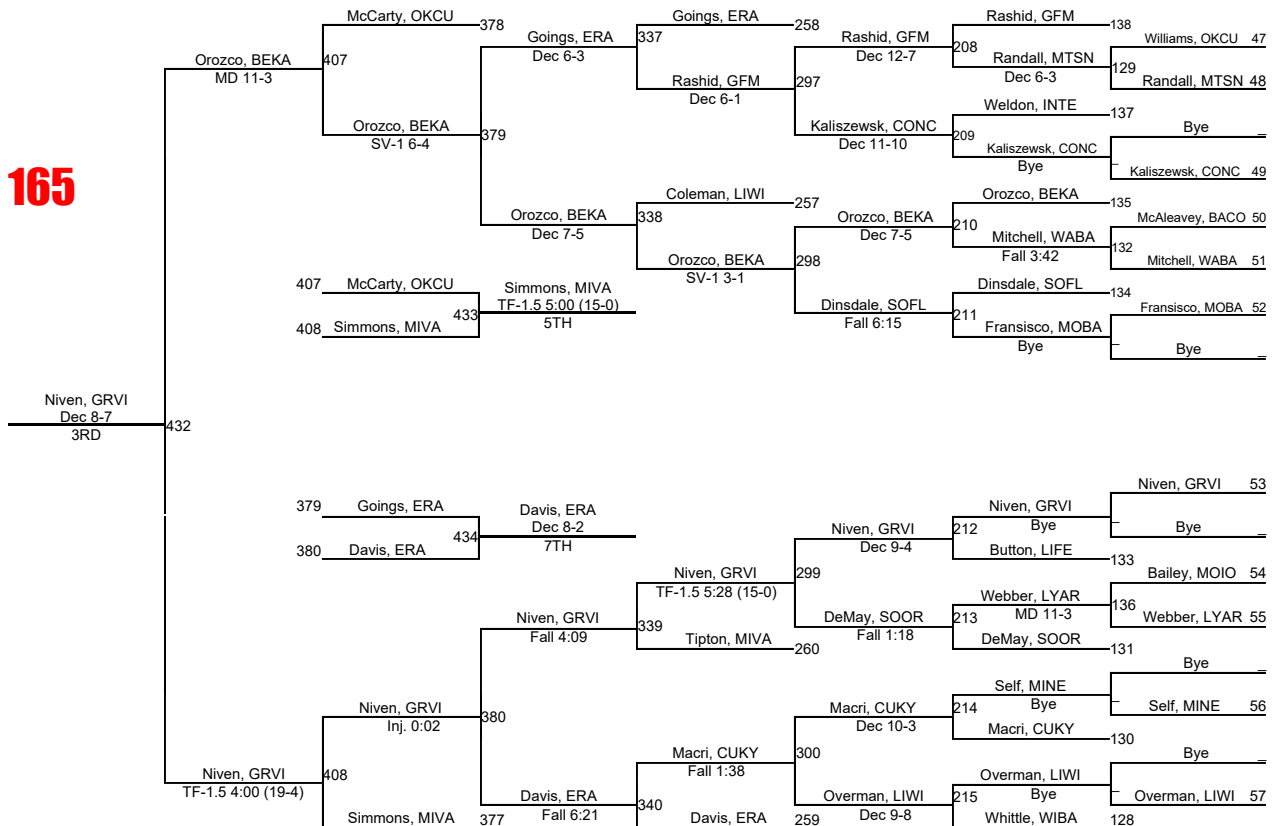 McCarty, OKCU 378 Goings, ERA 258 Rashid, GFM 138
Goings, ERA 337 Rashid, GFM 208 Williams, OKCU 47
Dec 6-3 Dec 12-7
Orozco, BEKA 407 Randall, MTSN 129
MD 11-3 Dec 6-3
Rashid, GFM 297 Randall, MTSN 48
Dec 6-1
Weldon, INTE 137
Orozco, BEKA 379 Kaliszewsk, CONC 209 Bye _
SV-1 6-4 Dec 11-10
Kaliszewsk, CONC _
Bye
Kaliszewsk, CONC 49
165
Coleman, LIWI 257 Orozco, BEKA 135
Orozco, BEKA 338 Orozco, BEKA 210 McAleavey, BACO 50
Dec 7-5 Dec 7-5
Mitchell, WABA 132
Fall 3:42
Orozco, BEKA 298 Mitchell, WABA 51
SV-1 3-1
407 McCarty, OKCU Simmons, MIVA Dinsdale, SOFL 134
TF-1.5 5:00 (15-0)
433 Dinsdale, SOFL 211 Fransisco, MOBA 52
5TH Fall 6:15
408 Simmons, MIVA Fransisco, MOBA _
Bye
Bye _
Niven, GRVI
Dec 8-7
432
3RD
Niven, GRVI 53
379 Goings, ERA Davis, ERA Niven, GRVI _
Dec 8-2 Niven, GRVI 212 Bye Bye _
434 Dec 9-4
7TH
380 Davis, ERA Button, LIFE 133
Niven, GRVI 299 Bailey, MOIO 54
TF-1.5 5:28 (15-0)
Webber, LYAR 136
MD 11-3
Niven, GRVI 339 DeMay, SOOR 213 Webber, LYAR 55
Fall 4:09 Fall 1:18
Tipton, MIVA 260 DeMay, SOOR 131
Bye _
Self, MINE _
Niven, GRVI 380 Macri, CUKY 214 Bye Self, MINE 56
Inj. 0:02 Dec 10-3
Macri, CUKY 130
Macri, CUKY 300 Bye _
Fall 1:38
Niven, GRVI 408 Overman, LIWI _
TF-1.5 4:00 (19-4) Bye
Davis, ERA 340 Overman, LIWI 215 Overman, LIWI 57
Fall 6:21 Dec 9-8
Simmons, MIVA 377 Davis, ERA 259 Whittle, WIBA 128